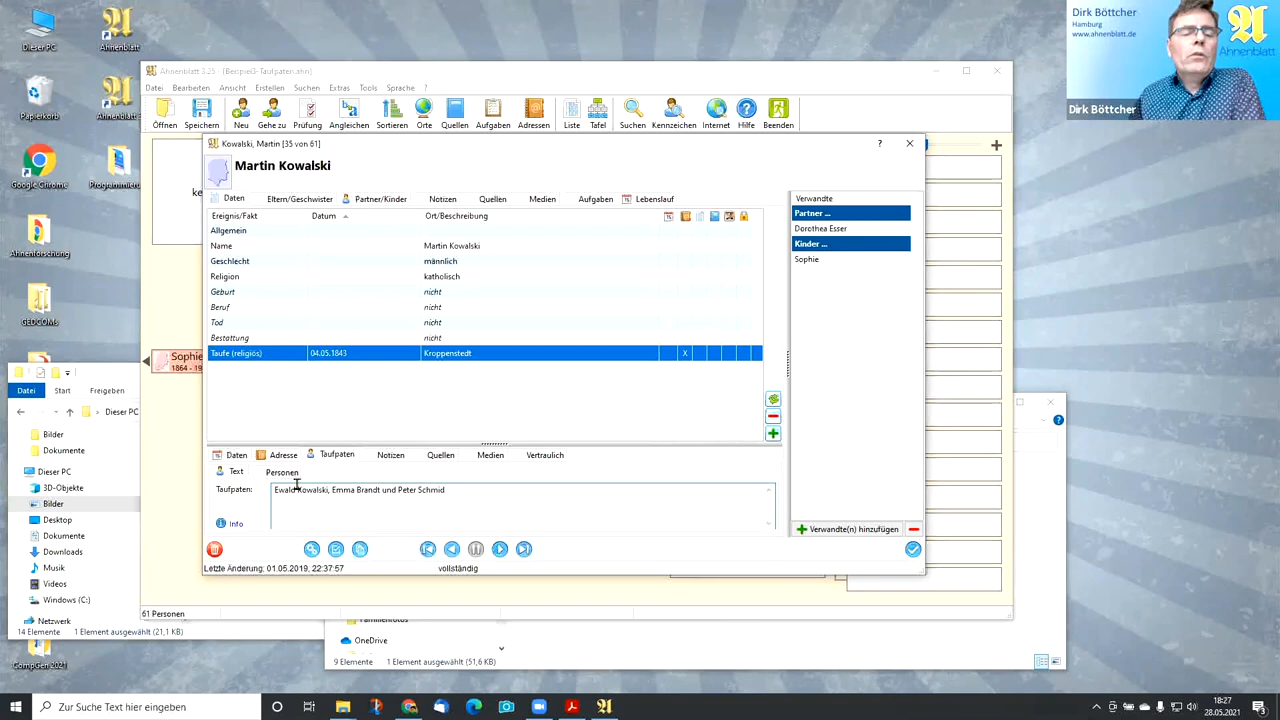 Dieser PC
Ahnenblatt
Papierkorb
Google Chrome
Ahnenforschung
GEDCOMs
CompGen 2021
Dirk Böttcher
Hamburg
www.ahnenblatt.de
Ahnenblatt
Dirk Böttcher
Ahnenblatt 3.25 - [Beispiel3-Taufpaten.ahn]
Datei Bearbeiten Ansicht Erstellen Suchen Extras Tools Sprache ?
Öffnen Speichern Neu Gehe zu Prüfung Angleichen Sortieren Orte Quellen Aufgaben Adressen Liste Tafel Suchen Kennzeichen Internet Hilfe Beenden
Kowalski, Martin [35 von 61]
Martin Kowalski
Daten Eltern/Geschwister Partner/Kinder Notizen Quellen Medien Aufgaben Lebenslauf
Ereignis/Fakt Datum Ort/Beschreibung
Allgemein
Name Martin Kowalski
Geschlecht männlich
Religion katholisch
Geburt nicht
Beruf nicht
Tod nicht
Bestattung nicht
Taufe (religiös) 04.05.1843 Kroppenstedt X
Verwandte
Partner ...
Dorothea Esser
Kinder ...
Sophie
Verwandte(n) hinzufügen
Daten Adresse Taufpaten Notizen Quellen Medien Vertraulich
Text Personen
Taufpaten: Ewald Kowalski, Emma Brandt und Peter Schmid
Info
Letzte Änderung: 01.05.2019, 22:37:57 vollständig
Sophie
61 Personen
Datei Start Freigeben
Dieser PC
Bilder
Dokumente
Dieser PC
3D-Objekte
Bilder
Desktop
Dokumente
Downloads
Musik
Videos
Windows (C:)
Netzwerk
14 Elemente 1 Element ausgewählt (21,1 KB)
Familienfotos
OneDrive
9 Elemente 1 Element ausgewählt (51,6 KB)
Zur Suche Text hier eingeben
18:27
28.05.2021